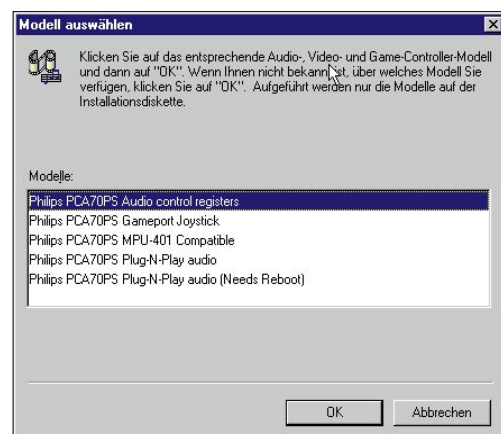 Modell auswählen
Klicken Sie auf das entsprechende Audio-, Video- und Game-Controller-Modell
und dann auf "OK". Wenn Ihnen nicht bekannt ist, über welches Modell Sie
verfügen, klicken Sie auf "OK". Aufgeführt werden nur die Modelle auf der
Installationsdiskette.
Modelle:
Philips PCA70PS Audio control registers
Philips PCA70PS Gameport Joystick
Philips PCA70PS MPU-401 Compatible
Philips PCA70PS Plug-N-Play audio
Philips PCA70PS Plug-N-Play audio (Needs Reboot)
OK
Abbrechen